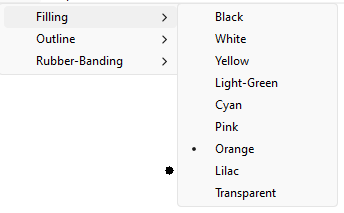 Filling
Outline
Rubber-Banding
Black
White
Yellow
Light-Green
Cyan
Pink
Orange
Lilac
Transparent